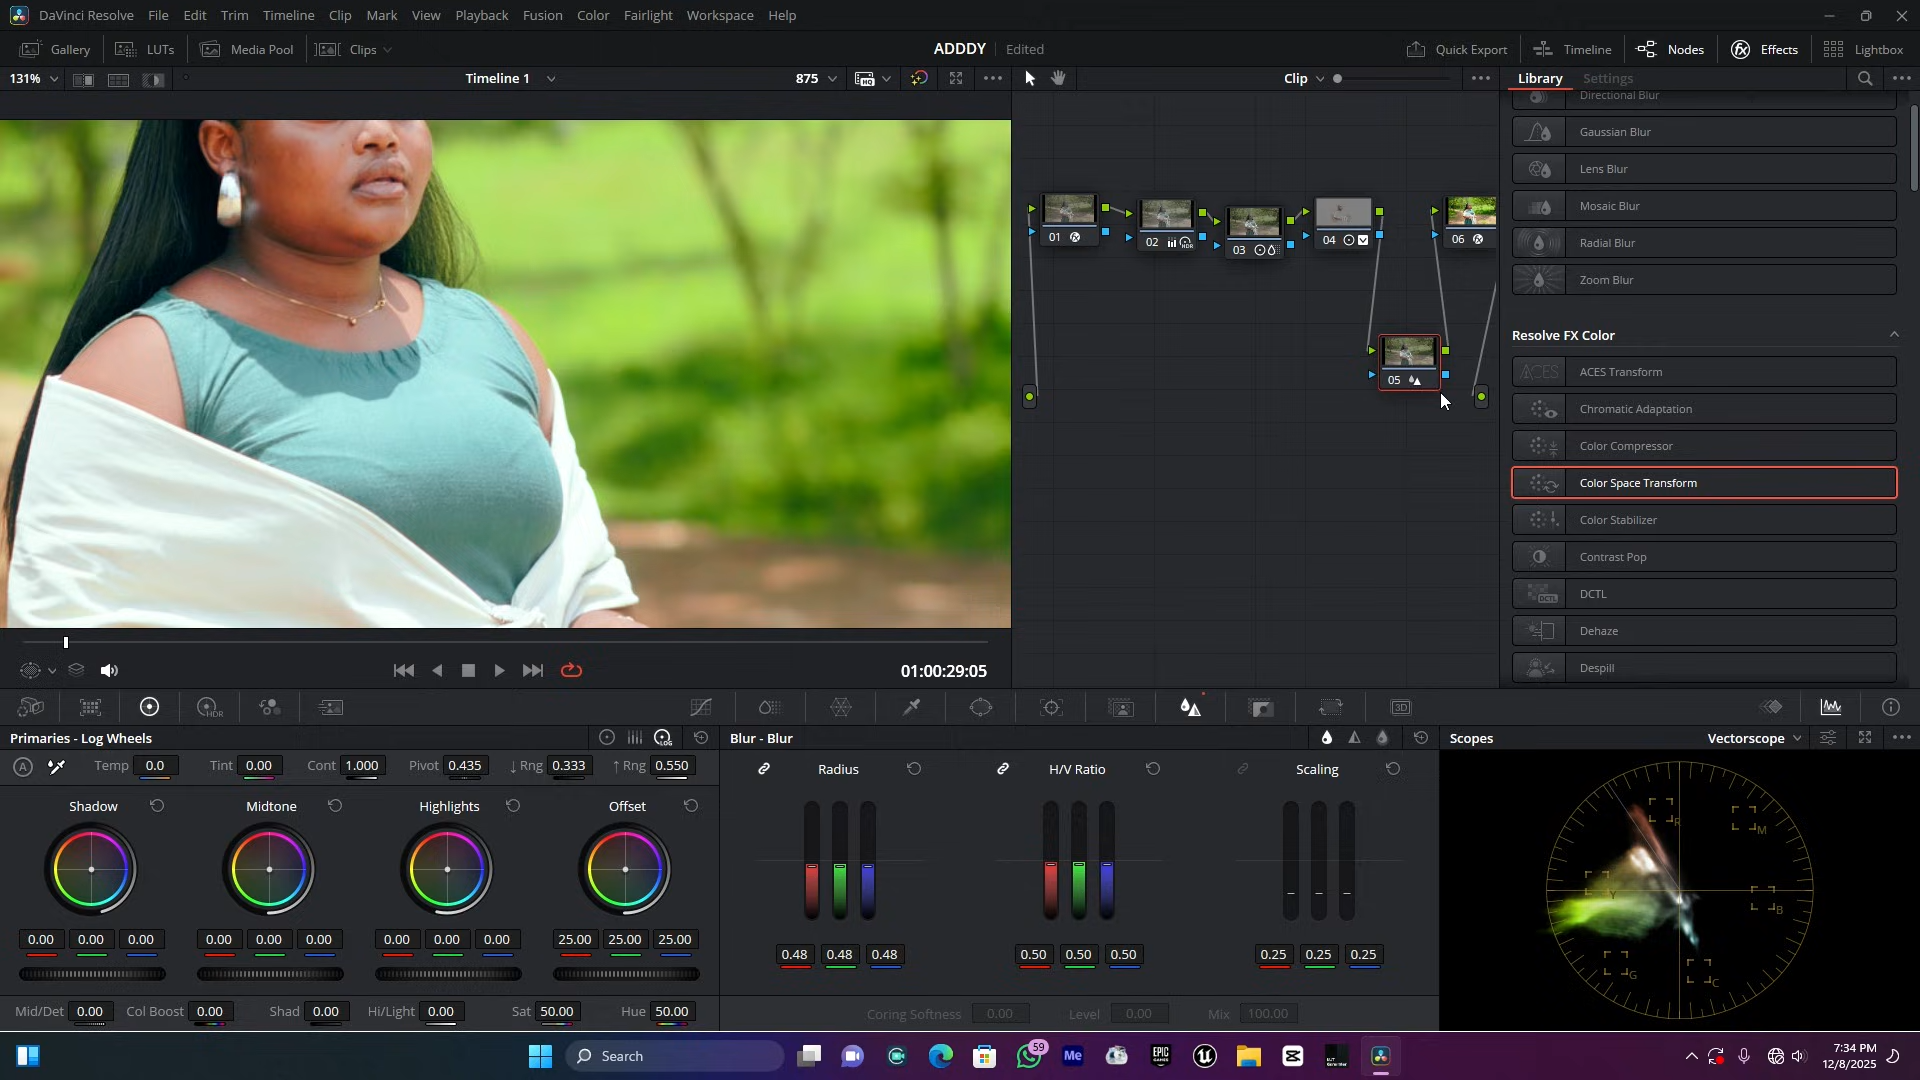 DaVinci Resolve File Edit Trim Timeline Clip Mark View Playback Fusion Color Fairlight Workspace Help
Gallery LUTs Media Pool Clips ADDDY Edited Quick Export Timeline Nodes Effects Lightbox
131% Timeline 1 875 Clip Library Settings
Directional Blur
Gaussian Blur
Lens Blur
Mosaic Blur
Radial Blur
Zoom Blur
01 02 03 04 06
05
Resolve FX Color
ACES ACES Transform
Chromatic Adaptation
Color Compressor
Color Space Transform
Color Stabilizer
Contrast Pop
DCTL DCTL
Dehaze
Despill
01:00:29:05
HDR 3D
Primaries - Log Wheels LOG Blur - Blur Scopes Vectorscope
A Temp 0.0 Tint 0.00 Cont 1.000 Pivot 0.435 ↓ Rng 0.333 ↑ Rng 0.550
Radius H/V Ratio Scaling
Shadow Midtone Highlights Offset
R M
Y B
G C
0.00 0.00 0.00 0.00 0.00 0.00 0.00 0.00 0.00 25.00 25.00 25.00
0.48 0.48 0.48 0.50 0.50 0.50 0.25 0.25 0.25
Mid/Det 0.00 Col Boost 0.00 Shad 0.00 Hi/Light 0.00 Sat 50.00 Hue 50.00
Coring Softness 0.00 Level 0.00 Mix 100.00
Search 59 Me EPIC GAMES
7:34 PM
12/8/2025